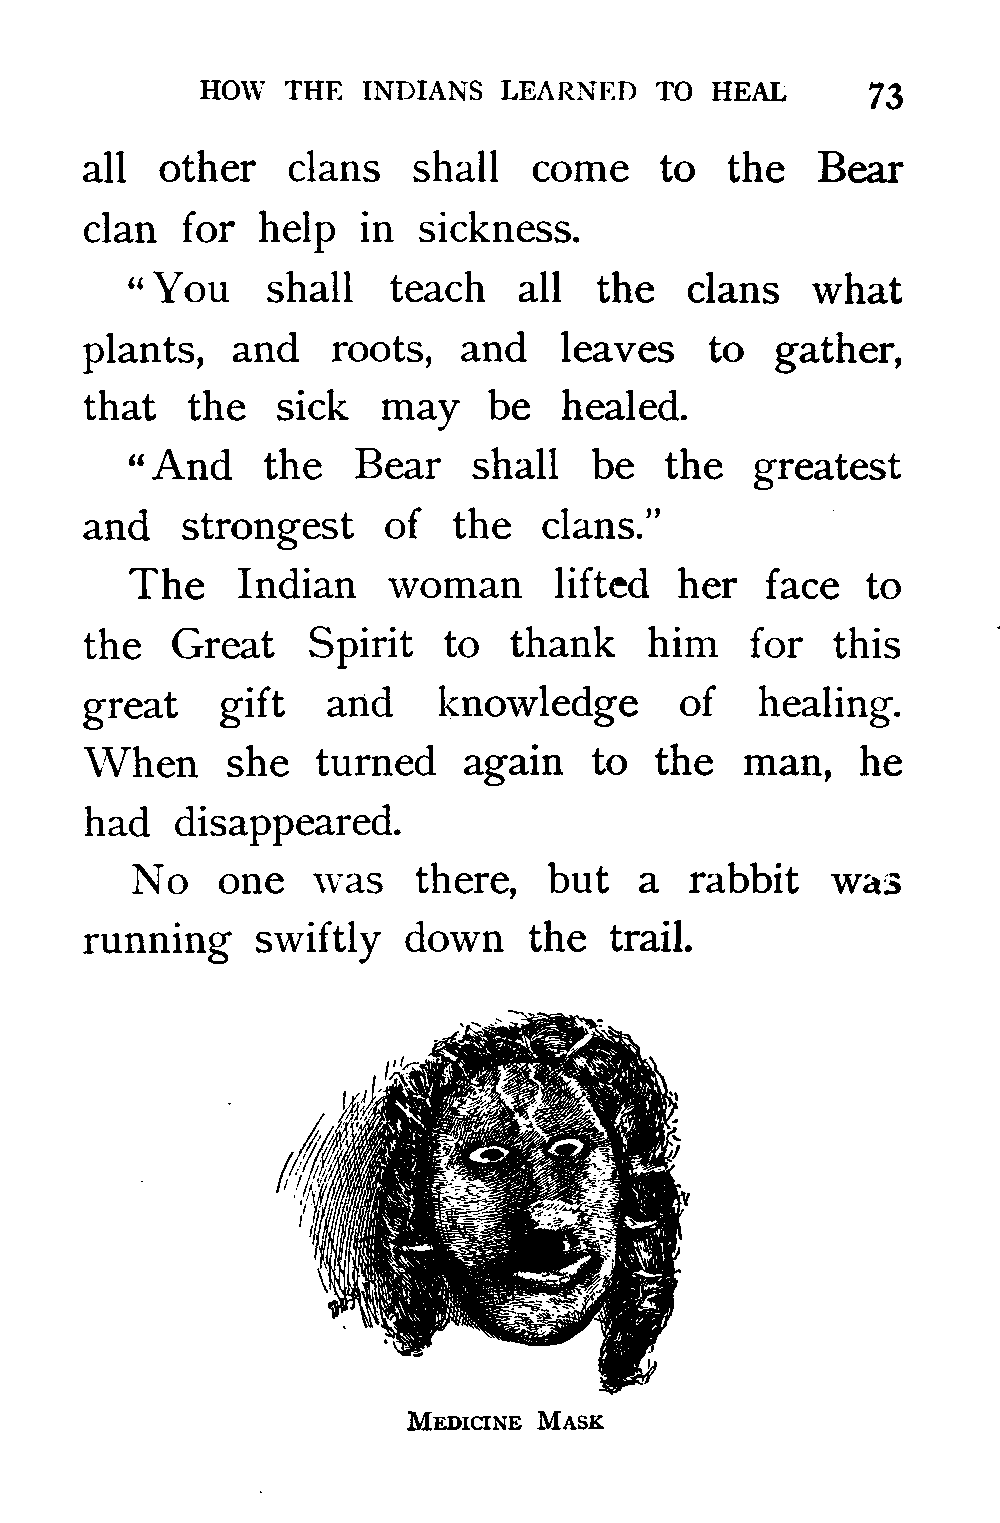 HOW THE INDIANS LEARNED TO HEAL 73
all other clans shall come to the Bear
clan for help in sickness.
“You shall teach all the clans what
plants, and roots, and leaves to gather,
that the sick may be healed.
“And the Bear shall be the greatest
and strongest of the clans.”
The Indian woman lifted her face to
the Great Spirit to thank him for this
great gift and knowledge of healing.
When she turned again to the man, he
had disappeared.
No one was there, but a rabbit was
running swiftly down the trail.
MEDICINE MASK